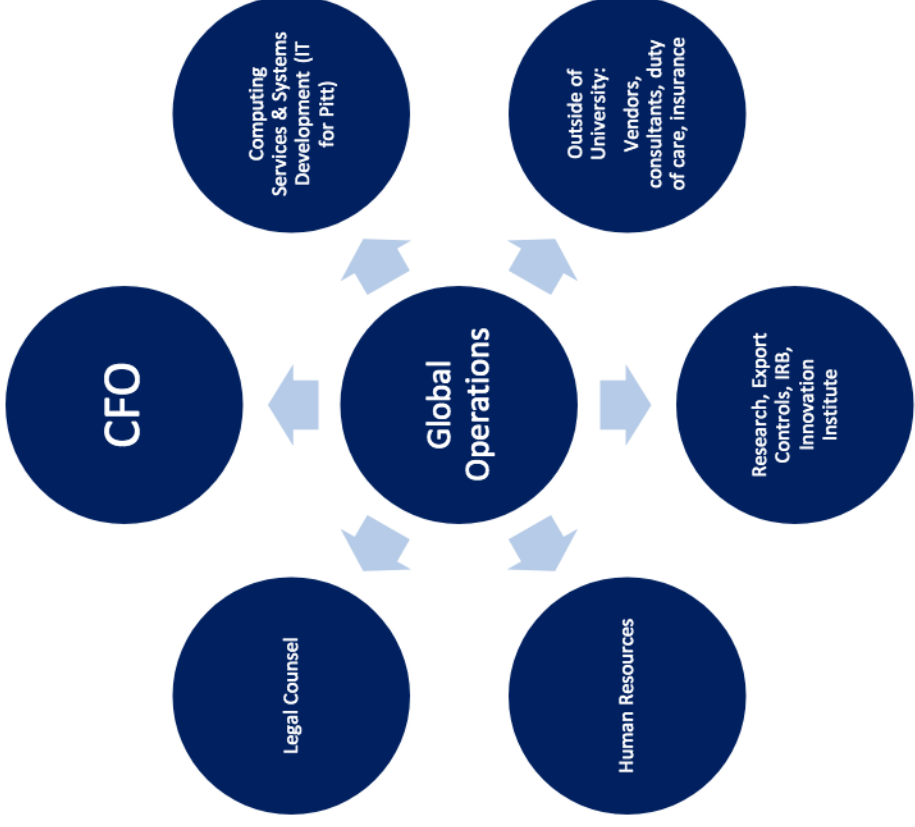 CFO
Computing
Services & Systems
Development (IT
for Pitt)
Outside of
University:
Vendors,
consultants, duty
of care, insurance
Research, Export
Controls, IRB,
Innovation
Institute
Human Resources
Legal Counsel
Global
Operations